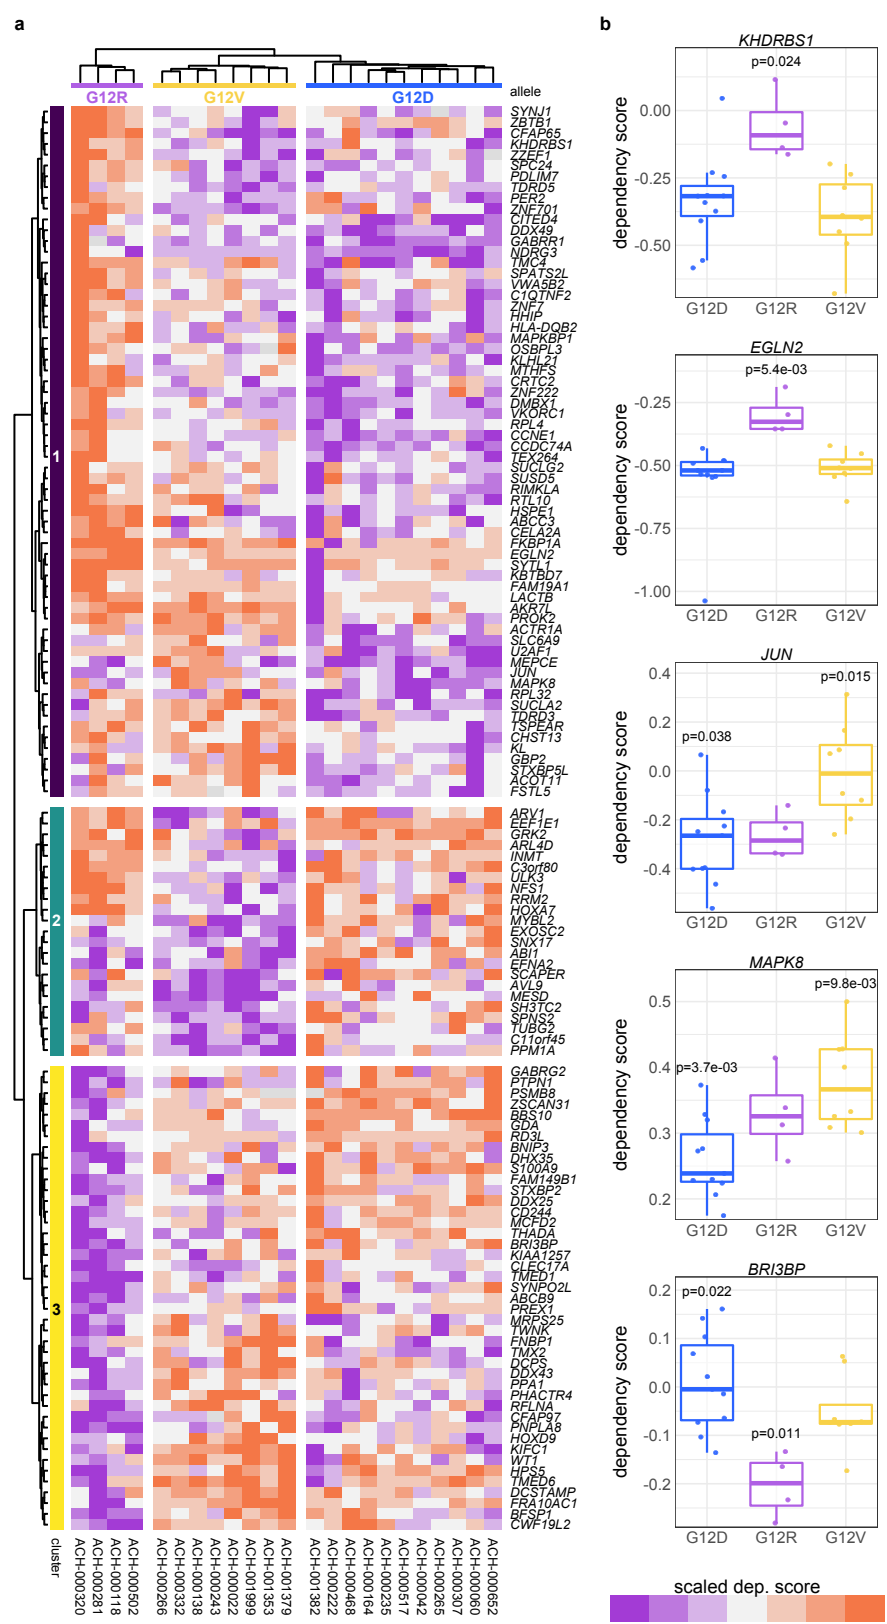 a
G12R
G12V
G12D
allele
SYNJ1
ZBTB1
CFAP65
KHDRBS1
ZZEF1
SPC24
PDLIM7
TDRD5
PER2
ZNF701
CITED4
DDX49
GABRR1
NDRG3
TMC4
SPATS2L
VWA5B2
C1QTNF2
ZNF7
HHIP
HLA-DQB2
MAPKBP1
OSBPL3
KLHL21
MTHFS
CRTC2
ZNF222
DMBX1
VKORC1
RPL4
CCNE1
CCDC74A
TEX264
SUCLG2
SUSD5
RIMKLA
RTL10
HSPE1
ABCC3
CELA2A
FKBP1A
EGLN2
SYTL1
KBTBD7
FAM19A1
LACTB
AKR7L
PROK2
ACTR1A
SLC6A9
U2AF1
MEPCE
JUN
MAPK8
RPL32
SUCLA2
TDRD3
TSPEAR
CHST13
KL
GBP2
STXBP5L
ACOT11
FSTL5
1
ARV1
EEF1E1
GRK2
ARL4D
INMT
C3orf80
ULK3
NFS1
RRM2
HOXA7
MYBL2
EXOSC2
SNX17
ABI1
EFNA2
SCAPER
AVL9
MESD
SH3TC2
SPNS2
TUBG2
C11orf45
PPM1A
2
GABRG2
PTPN1
PSMB8
ZSCAN31
BBS10
GDA
RD3L
BNIP3
DHX35
S100A9
FAM149B1
STXBP2
DDX25
CD244
MCFD2
THADA
BRI3BP
KIAA1257
CLEC17A
TMED1
SYNPO2L
ABCB9
PREX1
MRPS25
TWNK
FNBP1
TMX2
DCPS
DDX43
PPA1
PHACTR4
RFLNA
CFAP97
PNPLA8
HOXD9
KIFC1
WT1
HPS5
TMED6
DCSTAMP
FRA10AC1
BFSP1
CWF19L2
3
cluster
ACH-000320
ACH-000281
ACH-000118
ACH-000502
ACH-000266
ACH-000332
ACH-000138
ACH-000243
ACH-000022
ACH-001999
ACH-001353
ACH-001379
ACH-001382
ACH-000222
ACH-000468
ACH-000164
ACH-000235
ACH-000517
ACH-000042
ACH-000265
ACH-000307
ACH-000060
ACH-000652
b
KHDRBS1
p=0.024
0.00
-0.25
-0.50
dependency score
G12D G12R G12V
EGLN2
p=5.4e-03
-0.25
-0.50
-0.75
-1.00
dependency score
G12D G12R G12V
JUN
p=0.015
p=0.038
0.4
0.2
0.0
-0.2
-0.4
dependency score
G12D G12R G12V
MAPK8
p=9.8e-03
p=3.7e-03
0.5
0.4
0.3
0.2
dependency score
G12D G12R G12V
BRI3BP
p=0.022
p=0.011
0.2
0.1
0.0
-0.1
-0.2
dependency score
G12D G12R G12V
scaled dep. score